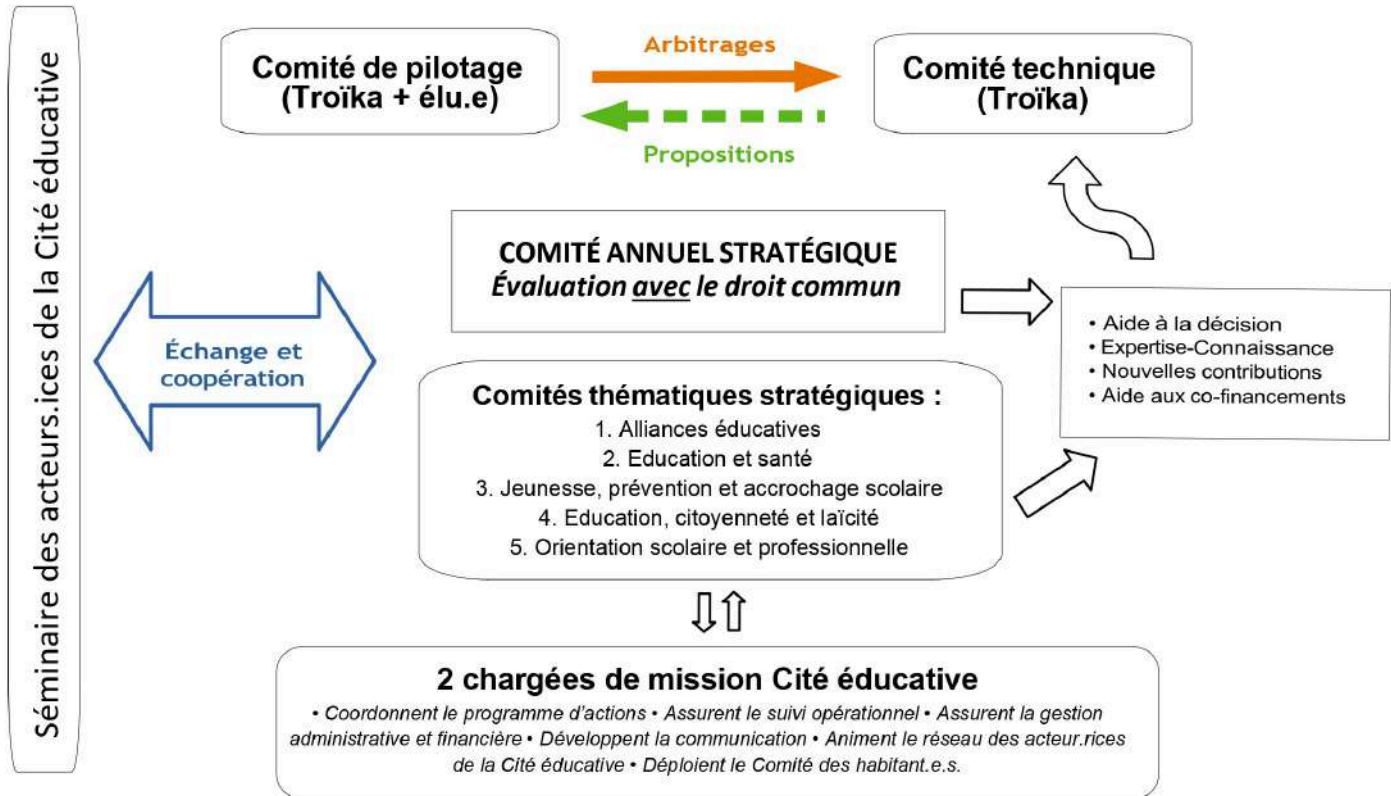 Séminaire des acteurs.ices de la Cité éducative
Comité de pilotage
(Troïka + élu.e)
Arbitrages
Propositions
Comité technique
(Troïka)
COMITÉ ANNUEL STRATÉGIQUE
Évaluation avec le droit commun
Échange et
coopération
• Aide à la décision
• Expertise-Connaissance
• Nouvelles contributions
• Aide aux co-financements
Comités thématiques stratégiques :
1. Alliances éducatives
2. Education et santé
3. Jeunesse, prévention et accrochage scolaire
4. Education, citoyenneté et laïcité
5. Orientation scolaire et professionnelle
2 chargées de mission Cité éducative
• Coordonnent le programme d'actions • Assurent le suivi opérationnel • Assurent la gestion
administrative et financière • Développent la communication • Animent le réseau des acteur.rices
de la Cité éducative • Déploient le Comité des habitant.e.s.